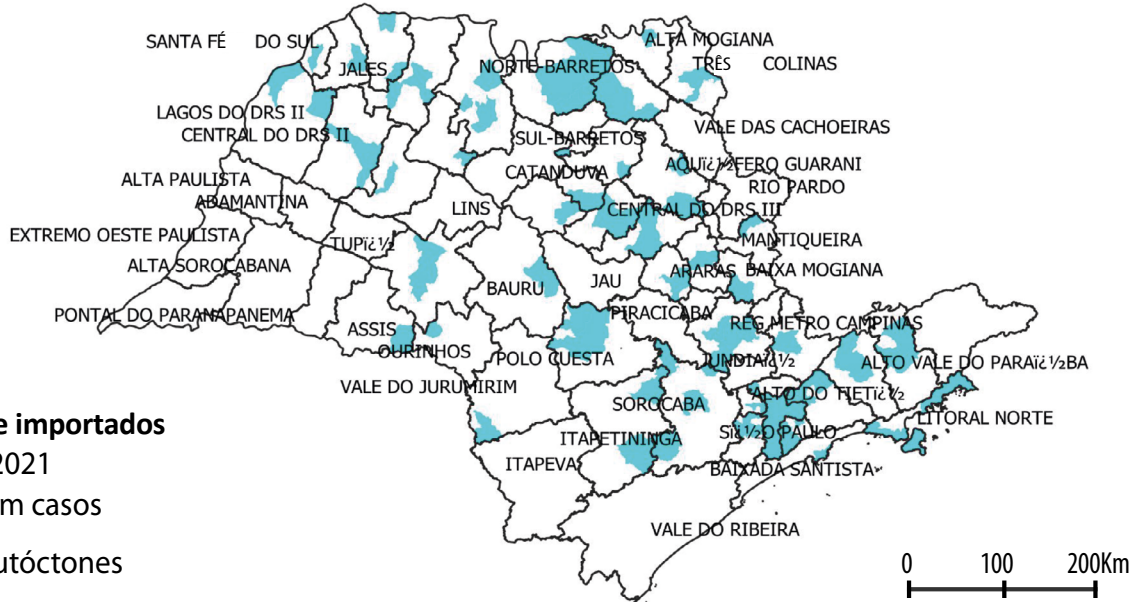 ALTA MOGIANA
SANTA FÉ DO SUL
TRÊS COLINAS
NORTE-BARRETOS
JALES
LAGOS DO DRS II
CENTRAL DO DRS II
VALE DAS CACHOEIRAS
SUL-BARRETOS
AQUï¿½FERO GUARANI
CATANDUVA
ALTA PAULISTA
RIO PARDO
ADAMANTINA
LINS
CENTRAL DO DRS III
EXTREMO OESTE PAULISTA
TUPï¿½
MANTIQUEIRA
ALTA SOROCABANA
ARARAS
BAIXA MOGIANA
JAU
BAURU
PONTAL DO PARANAPANEMA
PIRACICABA
REG METRO CAMPINAS
ASSIS
OURINHOS
POLO CUESTA
JUNDIAï¿½
ALTO VALE DO PARAï¿½BA
VALE DO JURUMIRIM
ALTO DO TIETï¿½
SOROCABA
LITORAL NORTE
e importados
Sï¿½O PAULO
ITAPETININGA
2021
ITAPEVA
BAIXADA SANTISTA
m casos
VALE DO RIBEIRA
utóctones
0 100 200Km